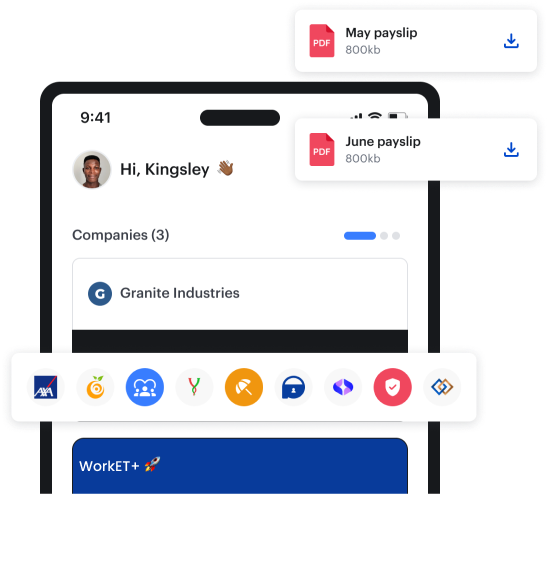 May payslip
PDF
800kb
9:41
June payslip
PDF
800kb
Hi, Kingsley 👋🏾
Companies (3)
G
Granite Industries
AXA
WorkET+ 🚀